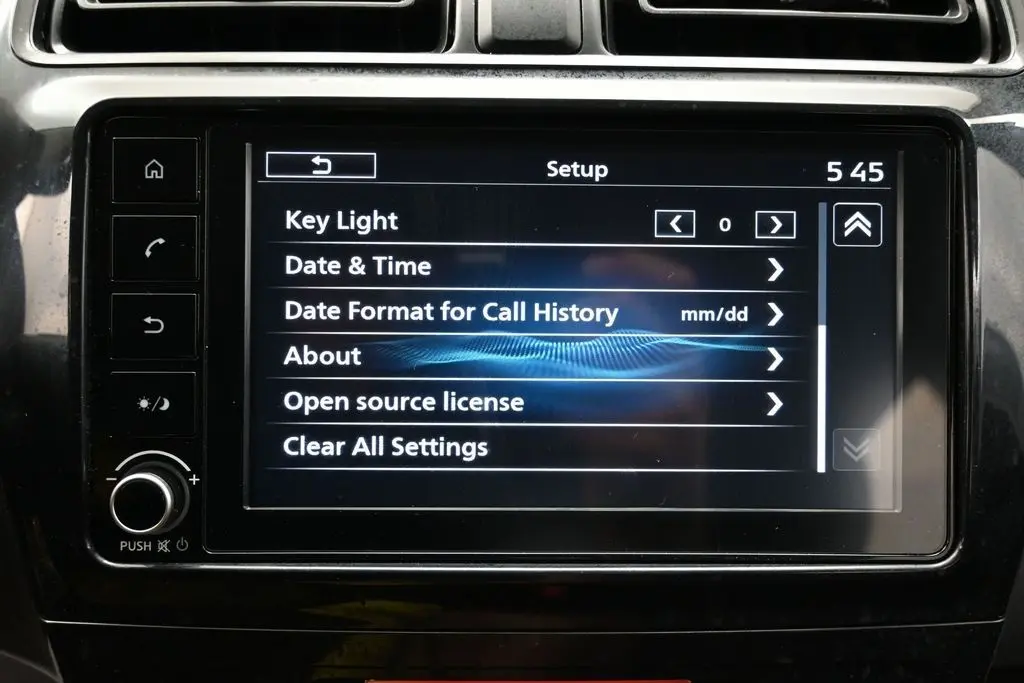 Setup
5 45
Key Light 0
Date & Time
Date Format for Call History mm/dd
About
Open source license
Clear All Settings
- +
PUSH